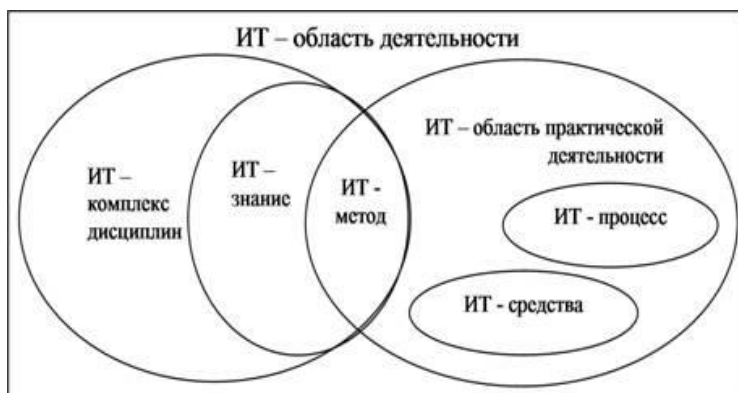 ИТ – область деятельности
ИТ –
комплекс
дисциплин
ИТ –
знание
ИТ -
метод
ИТ – область практической
деятельности
ИТ - процесс
ИТ - средства